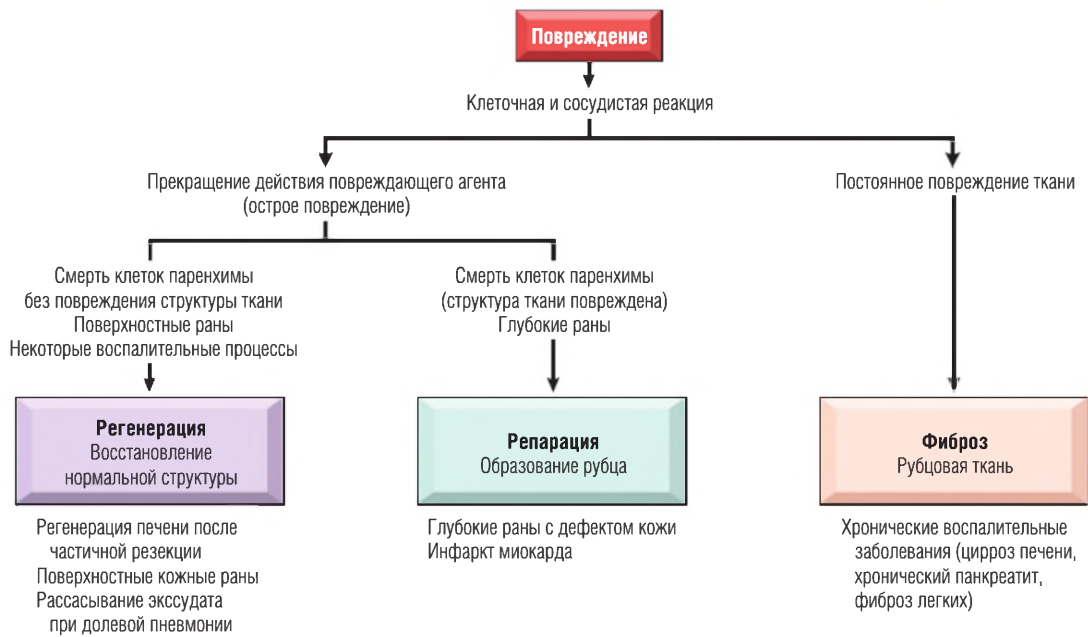 Повреждение
Клеточная и сосудистая реакция
Прекращение действия повреждающего агента
(острое повреждение)
Постоянное повреждение ткани
Смерть клеток паренхимы
без повреждения структуры ткани
Поверхностные раны
Некоторые воспалительные процессы
Смерть клеток паренхимы
(структура ткани повреждена)
Глубокие раны
Регенерация
Восстановление
нормальной структуры
Репарация
Образование рубца
Фиброз
Рубцовая ткань
Регенерация печени после
частичной резекции
Поверхностные кожные раны
Рассасывание экссудата
при долевой пневмонии
Глубокие раны с дефектом кожи
Инфаркт миокарда
Хронические воспалительные
заболевания (цирроз печени,
хронический панкреатит,
фиброз легких)